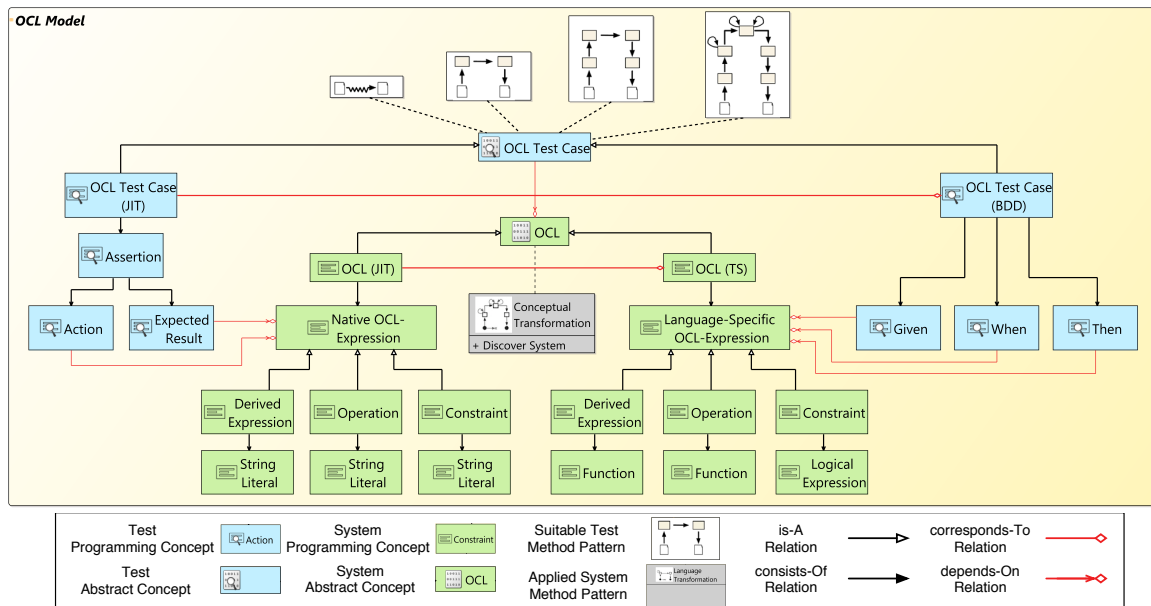 OCL Model
OCL Test Case
OCL Test Case
(JIT)
OCL Test Case
(BDD)
OCL
Assertion
OCL (JIT)
OCL (TS)
Conceptual
Transformation
+ Discover System
Action
Expected
Result
Native OCL-
Expression
Language-Specific
OCL-Expression
Given
When
Then
Derived
Expression
Operation
Constraint
Derived
Expression
Operation
Constraint
String
Literal
String
Literal
String
Literal
Function
Function
Logical
Expression
Test
Programming Concept
Action
System
Programming Concept
Constraint
Suitable Test
Method Pattern
is-A
Relation
corresponds-To
Relation
Test
Abstract Concept
System
Abstract Concept
OCL
Applied System
Method Pattern
Language
Transformation
consists-Of
Relation
depends-On
Relation